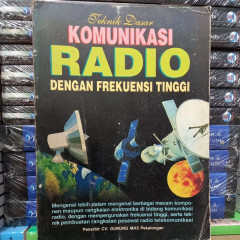 Teknik Dasar
KOMUNIKASI
RADIO
DENGAN FREKUENSI TINGGI
Mengenal lebih dalam mengenai berbagai macam kompo-
nen maupun rangkaian elektronika di bidang komunikasi
radio, dengan mempergunakan frekuensi tinggi, serta tek-
nik pembuatan rangkaian pesawat radio telekomunikasi
Penerbit CV. GUNUNG MAS Pekalongan